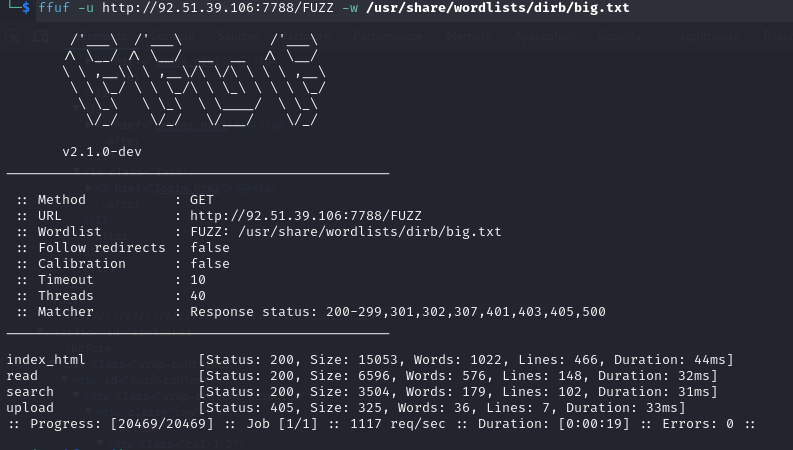 └─$ ffuf -u http://92.51.39.106:7788/FUZZ -w /usr/share/wordlists/dirb/big.txt
v2.1.0-dev
:: Method : GET
:: URL : http://92.51.39.106:7788/FUZZ
:: Wordlist : FUZZ: /usr/share/wordlists/dirb/big.txt
:: Follow redirects : false
:: Calibration : false
:: Timeout : 10
:: Threads : 40
:: Matcher : Response status: 200-299,301,302,307,401,403,405,500
index_html [Status: 200, Size: 15053, Words: 1022, Lines: 466, Duration: 44ms]
read [Status: 200, Size: 6596, Words: 576, Lines: 148, Duration: 32ms]
search [Status: 200, Size: 3504, Words: 179, Lines: 102, Duration: 31ms]
upload [Status: 405, Size: 325, Words: 36, Lines: 7, Duration: 33ms]
:: Progress: [20469/20469] :: Job [1/1] :: 1117 req/sec :: Duration: [0:00:19] :: Errors: 0 ::